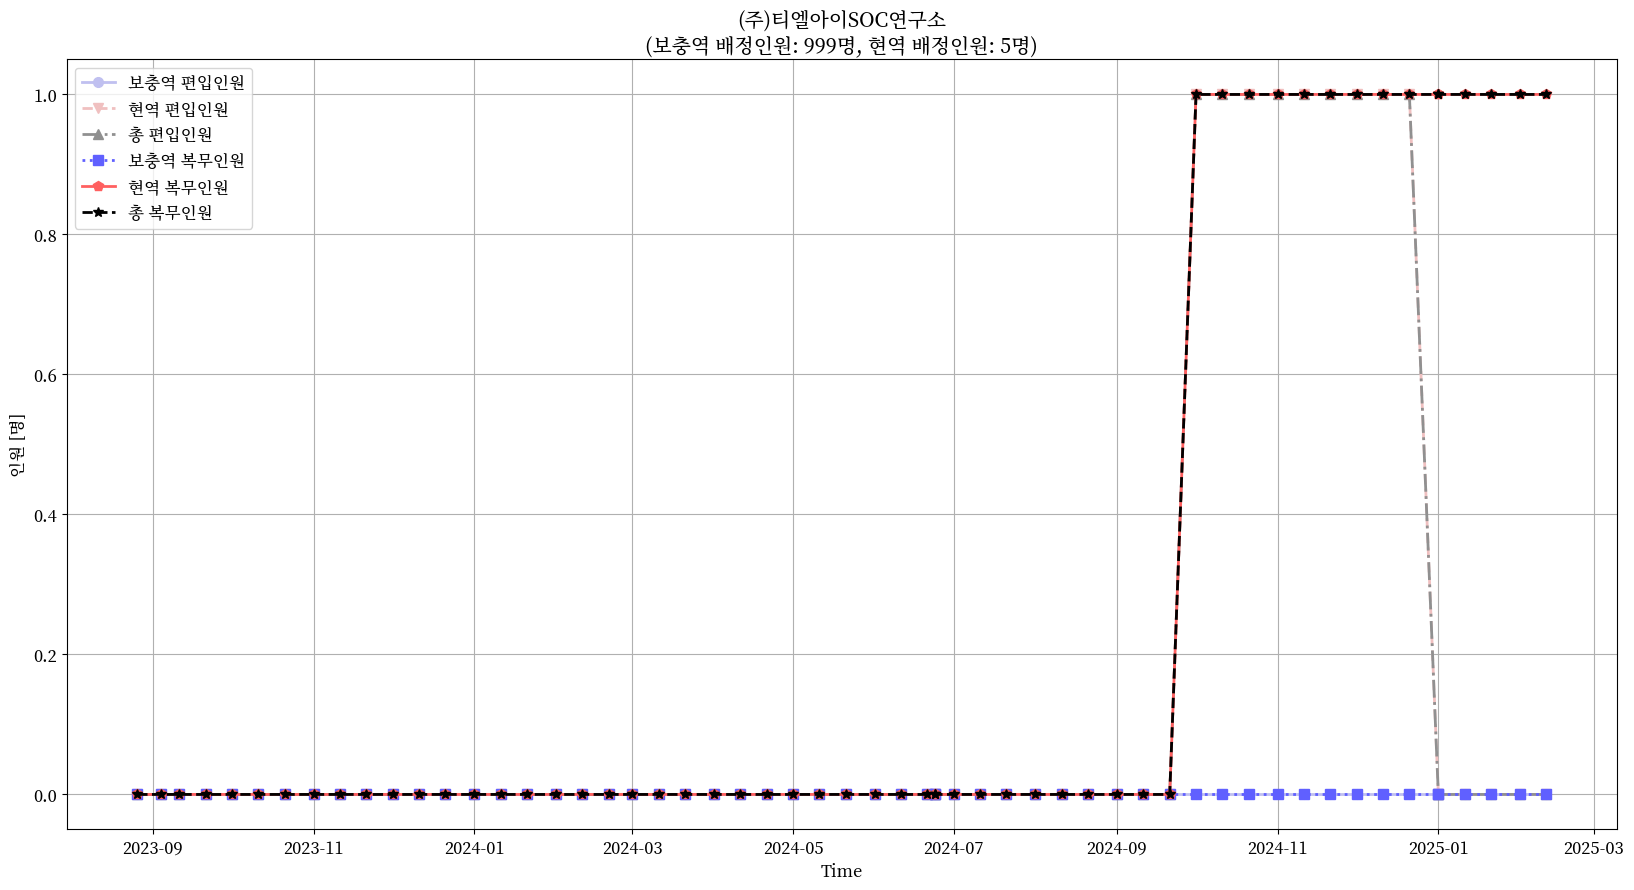 (주)티엘아이SOC연구소
(보충역 배정인원: 999명, 현역 배정인원: 5명)
보충역 편입인원
현역 편입인원
총 편입인원
보충역 복무인원
현역 복무인원
총 복무인원
1.0
0.8
0.6
0.4
0.2
0.0
인원 [명]
2023-09
2023-11
2024-01
2024-03
2024-05
2024-07
2024-09
2024-11
2025-01
2025-03
Time